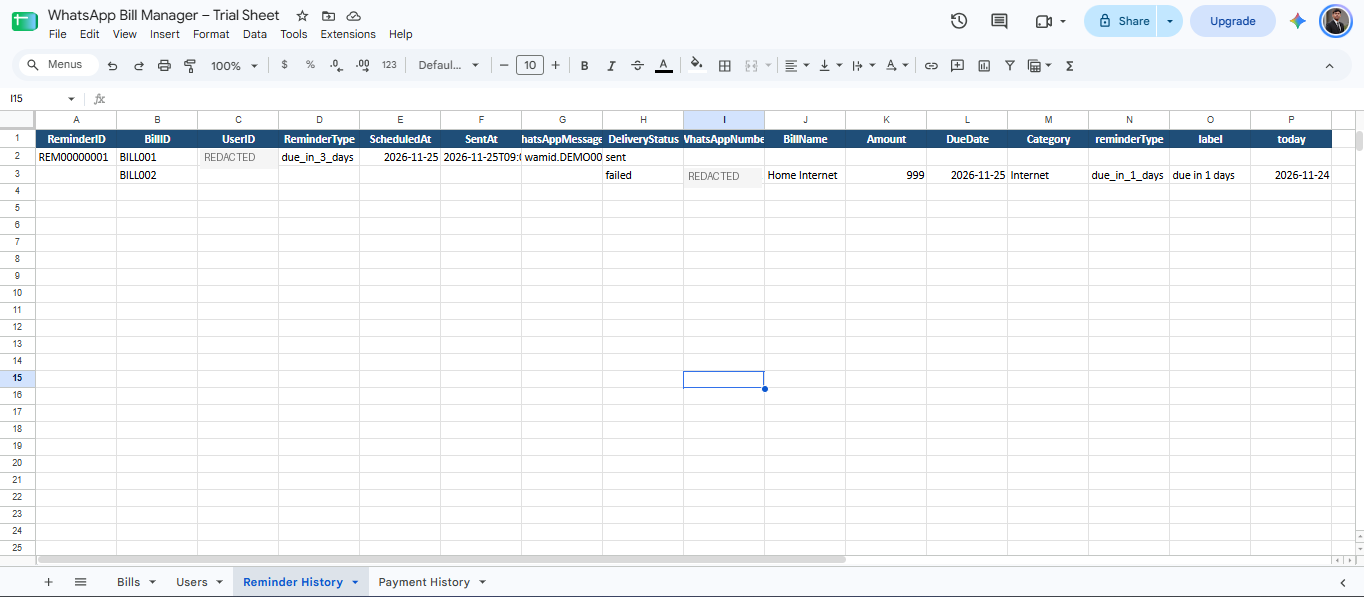 WhatsApp Bill Manager – Trial Sheet
File Edit View Insert Format Data Tools Extensions Help
Share
Upgrade
Menus 100% $ % .0 .00 123 Defaul... − 10 + B I A A Σ
I15 fx
A B C D E F G H I J K L M N O P
1 ReminderID BillID UserID ReminderType ScheduledAt SentAt hatsAppMessage DeliveryStatus WhatsAppNumbe BillName Amount DueDate Category reminderType label today
2 REM00000001 BILL001 REDACTED due_in_3_days 2026-11-25 2026-11-25T09:0 wamid.DEMO00 sent
3 BILL002 failed REDACTED Home Internet 999 2026-11-25 Internet due_in_1_days due in 1 days 2026-11-24
4
5
6
7
8
9
10
11
12
13
14
15
16
17
18
19
20
21
22
23
24
25
+ Bills Users Reminder History Payment History